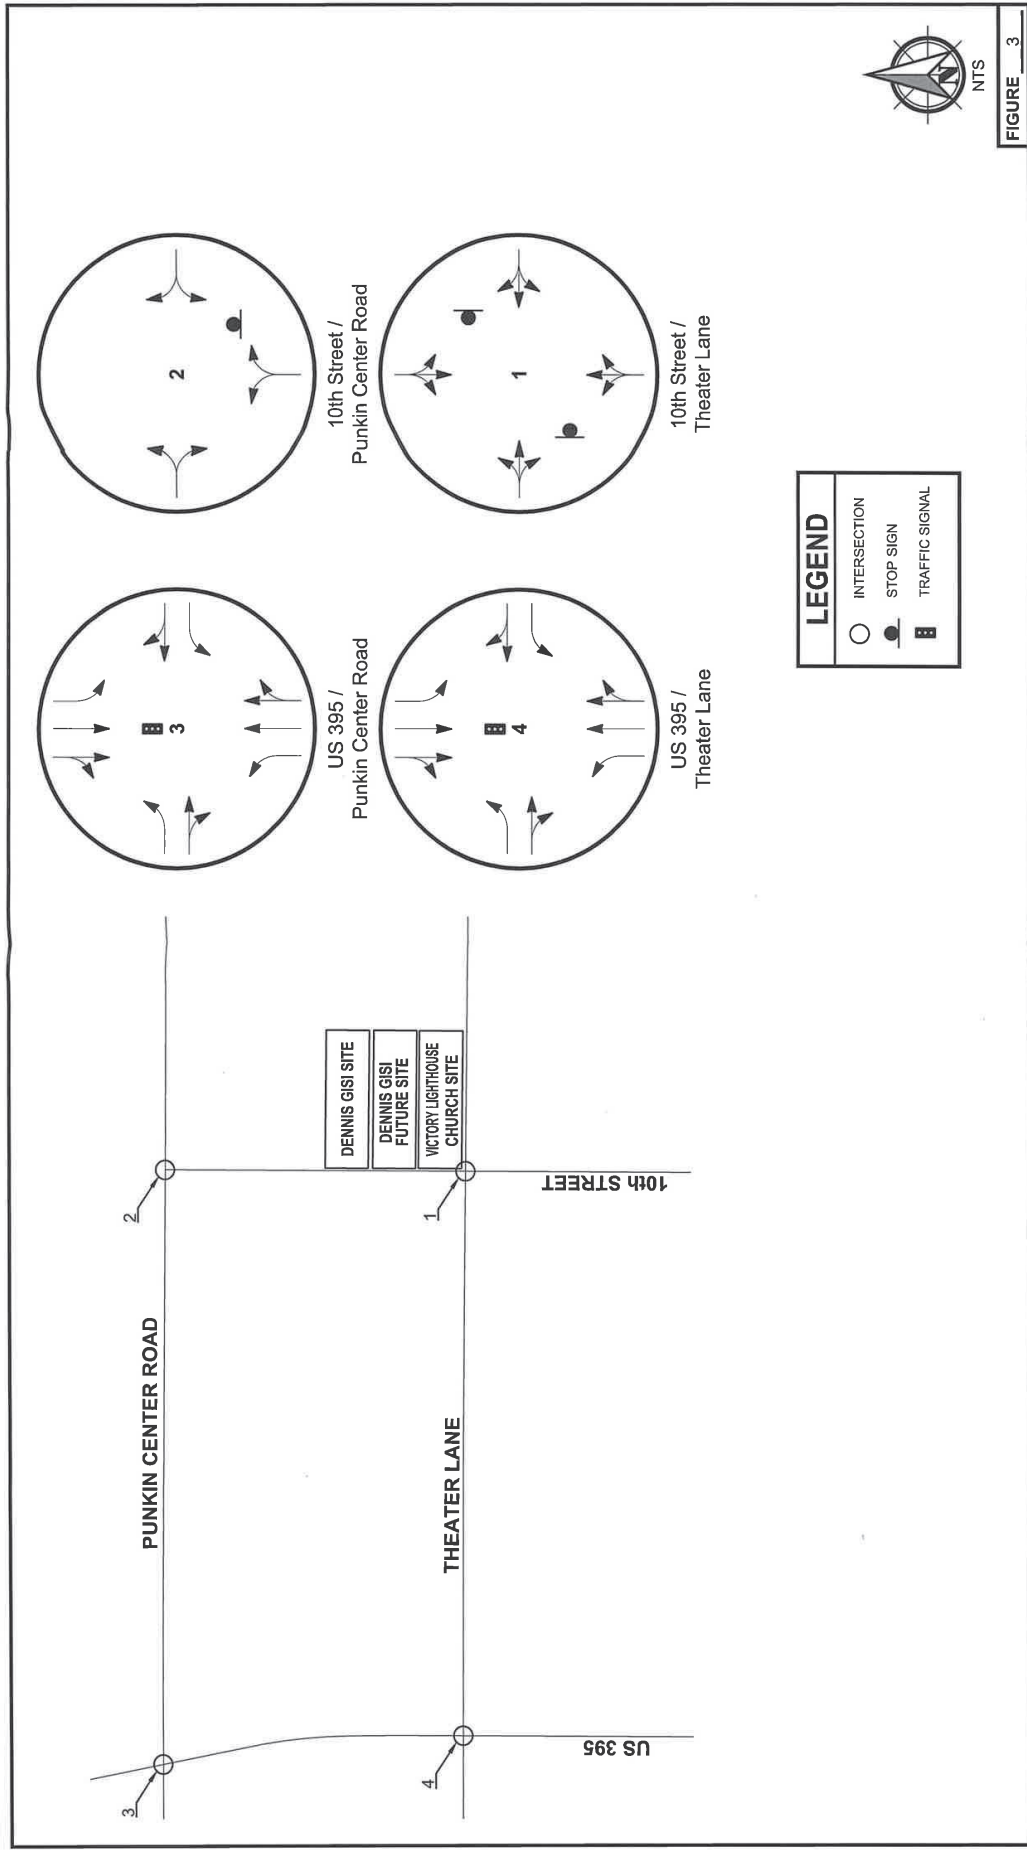 PUNKIN CENTER ROAD
THEATER LANE
10th STREET
US 395
3
2
1
4
DENNIS GISI SITE
DENNIS GISI
FUTURE SITE
VICTORY LIGHTHOUSE
CHURCH SITE
3
US 395 /
Punkin Center Road
2
10th Street /
Punkin Center Road
4
US 395 /
Theater Lane
1
10th Street /
Theater Lane
LEGEND
INTERSECTION
STOP SIGN
TRAFFIC SIGNAL
N
NTS
FIGURE 3